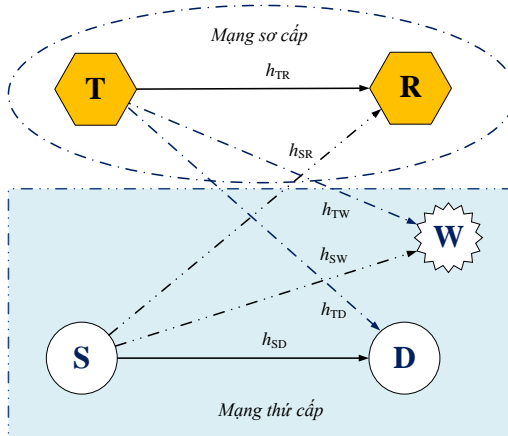 Mạng sơ cấp
T
h_TR
R
h_SR
h_TW
W
h_SW
h_TD
S
h_SD
D
Mạng thứ cấp